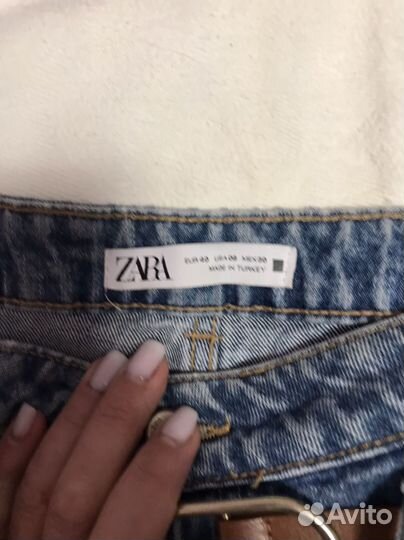 ZARA
EUR 40 USA 08 MEX 30
MADE IN TURKEY
Avito